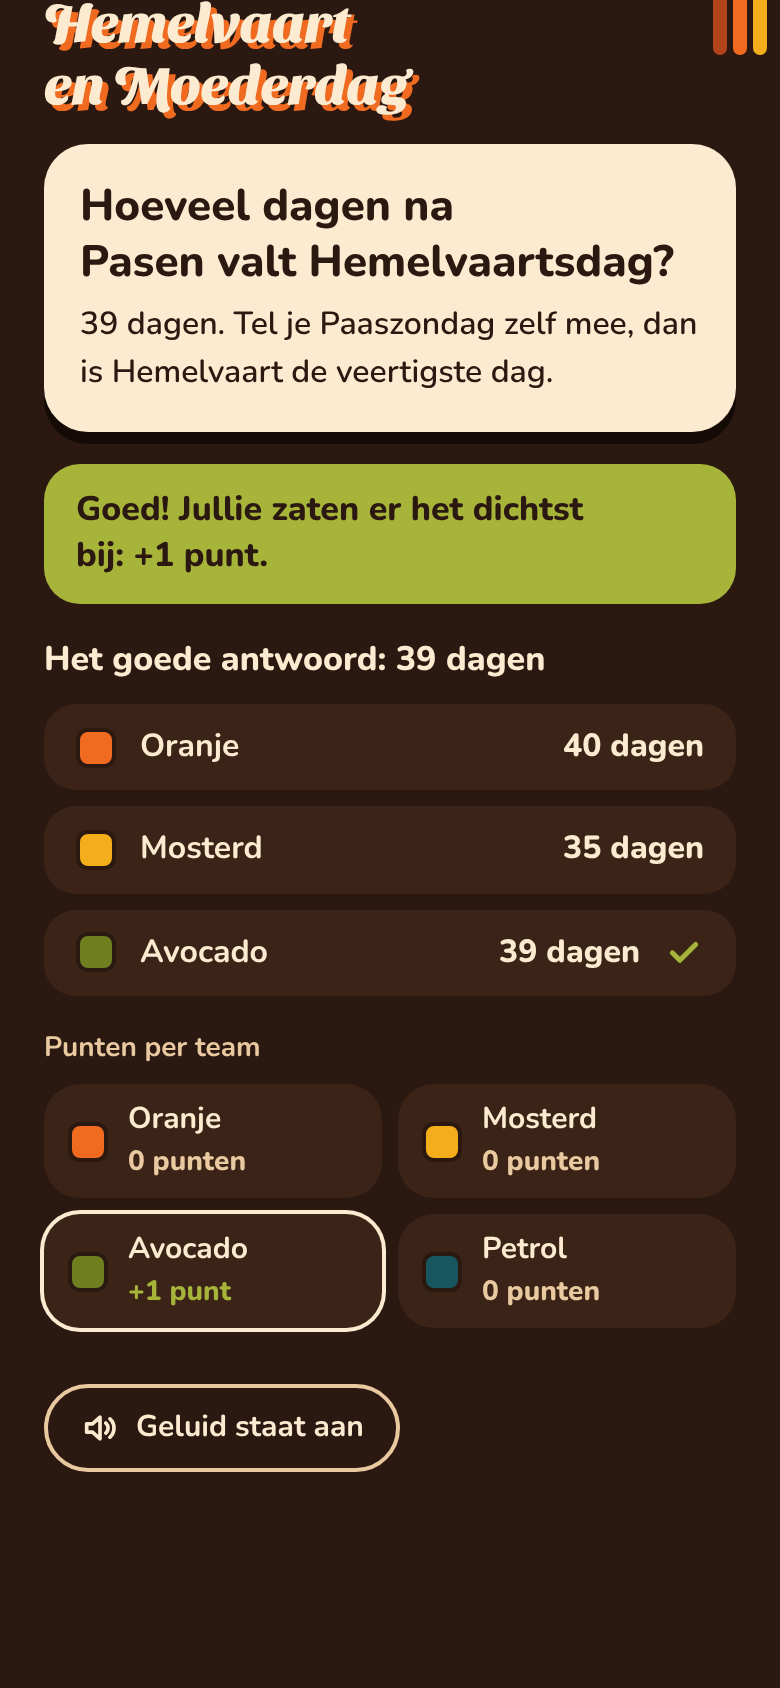 Hemelvaart
en Moederdag
Hoeveel dagen na
Pasen valt Hemelvaartsdag?
39 dagen. Tel je Paaszondag zelf mee, dan
is Hemelvaart de veertigste dag.
Goed! Jullie zaten er het dichtst
bij: +1 punt.
Het goede antwoord: 39 dagen
Oranje 40 dagen
Mosterd 35 dagen
Avocado 39 dagen
Punten per team
Oranje
0 punten
Mosterd
0 punten
Avocado
+1 punt
Petrol
0 punten
Geluid staat aan